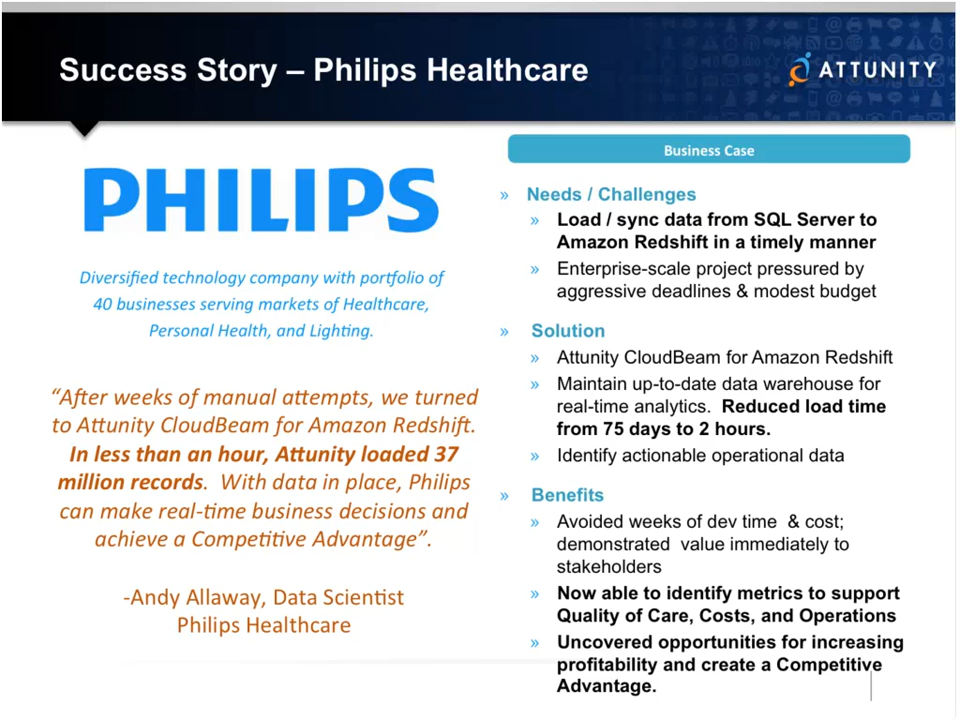 Success Story – Philips Healthcare
ATTUNITY
PHILIPS
Diversified technology company with portfolio of
40 businesses serving markets of Healthcare,
Personal Health, and Lighting.
“After weeks of manual attempts, we turned
to Attunity CloudBeam for Amazon Redshift.
In less than an hour, Attunity loaded 37
million records. With data in place, Philips
can make real-time business decisions and
achieve a Competitive Advantage”.
-Andy Allaway, Data Scientist
Philips Healthcare
Business Case
» Needs / Challenges
» Load / sync data from SQL Server to
Amazon Redshift in a timely manner
» Enterprise-scale project pressured by
aggressive deadlines & modest budget
» Solution
» Attunity CloudBeam for Amazon Redshift
» Maintain up-to-date data warehouse for
real-time analytics. Reduced load time
from 75 days to 2 hours.
» Identify actionable operational data
» Benefits
» Avoided weeks of dev time & cost;
demonstrated value immediately to
stakeholders
» Now able to identify metrics to support
Quality of Care, Costs, and Operations
» Uncovered opportunities for increasing
profitability and create a Competitive
Advantage.